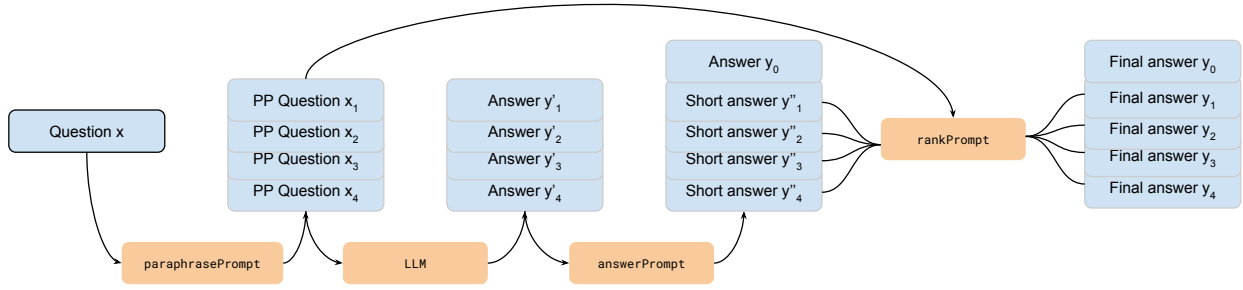 Question x
PP Question x₁
PP Question x₂
PP Question x₃
PP Question x₄
Answer y'₁
Answer y'₂
Answer y'₃
Answer y'₄
Answer y₀
Short answer y''₁
Short answer y''₂
Short answer y''₃
Short answer y''₄
rankPrompt
Final answer y₀
Final answer y₁
Final answer y₂
Final answer y₃
Final answer y₄
paraphrasePrompt
LLM
answerPrompt